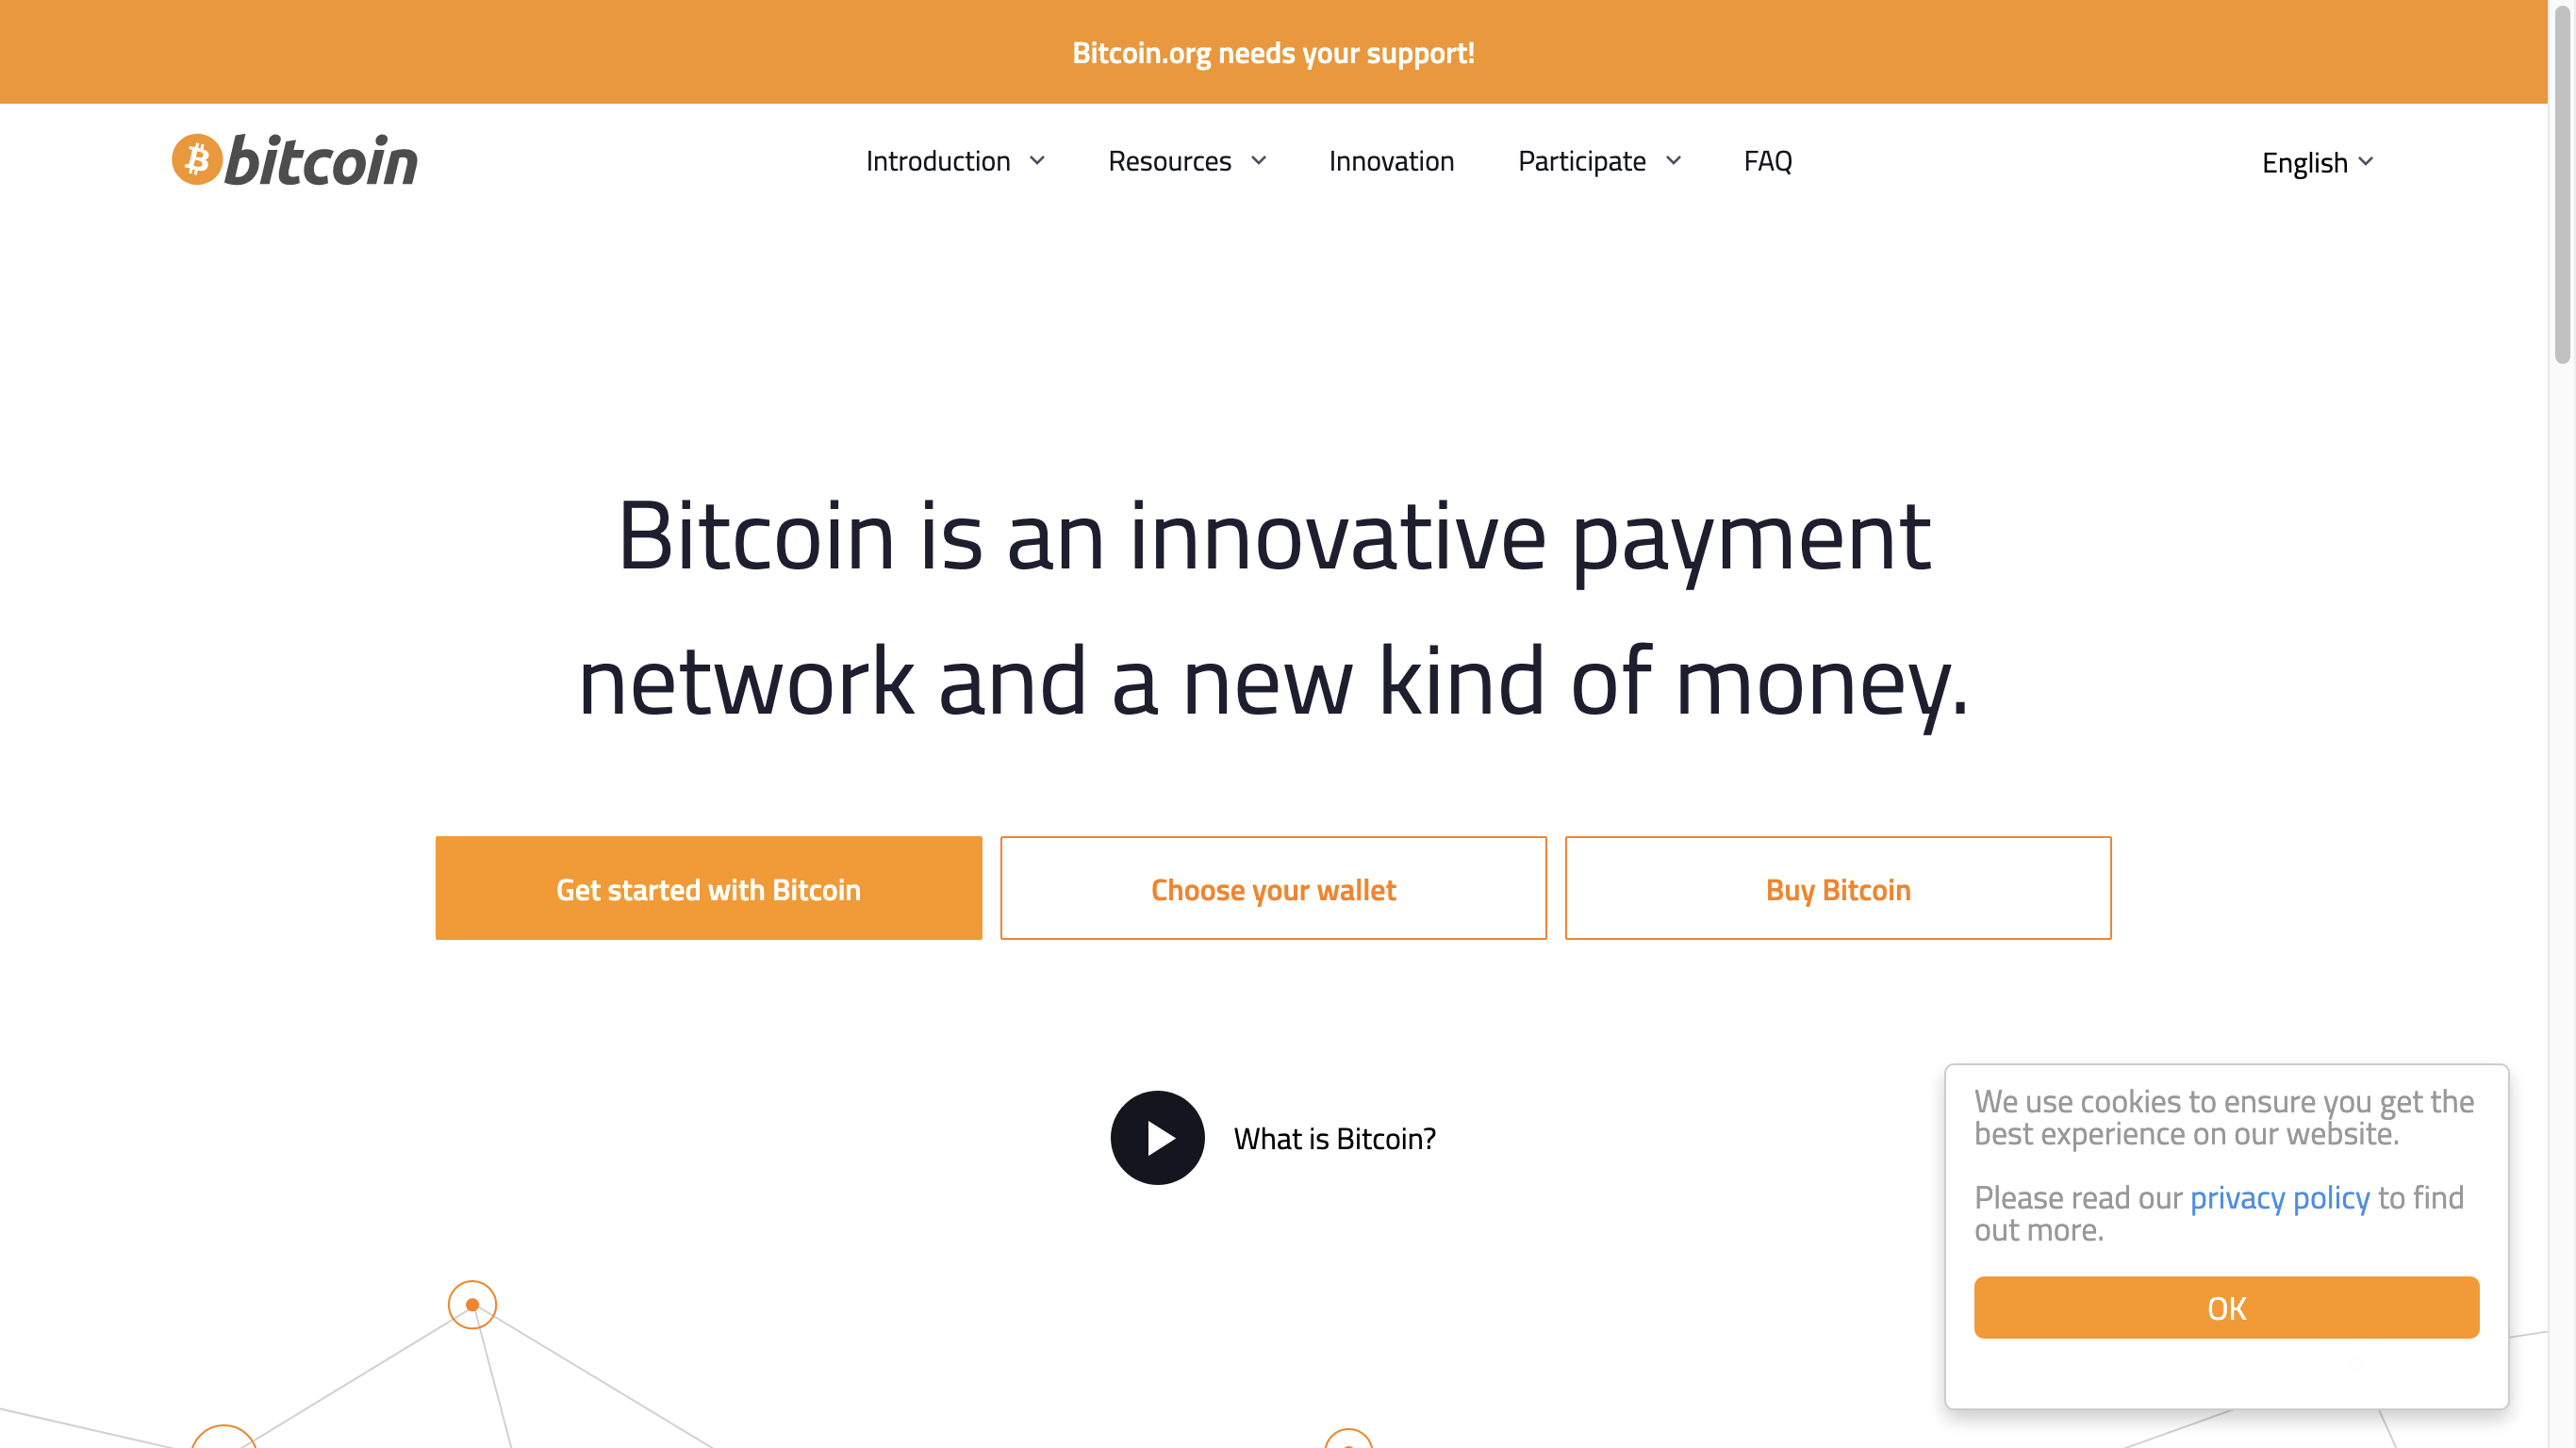 Bitcoin.org needs your support!
bitcoin
Introduction
Resources
Innovation
Participate
FAQ
English
Bitcoin is an innovative payment
network and a new kind of money.
Get started with Bitcoin
Choose your wallet
Buy Bitcoin
What is Bitcoin?
We use cookies to ensure you get the
best experience on our website.
Please read our privacy policy to find
out more.
OK